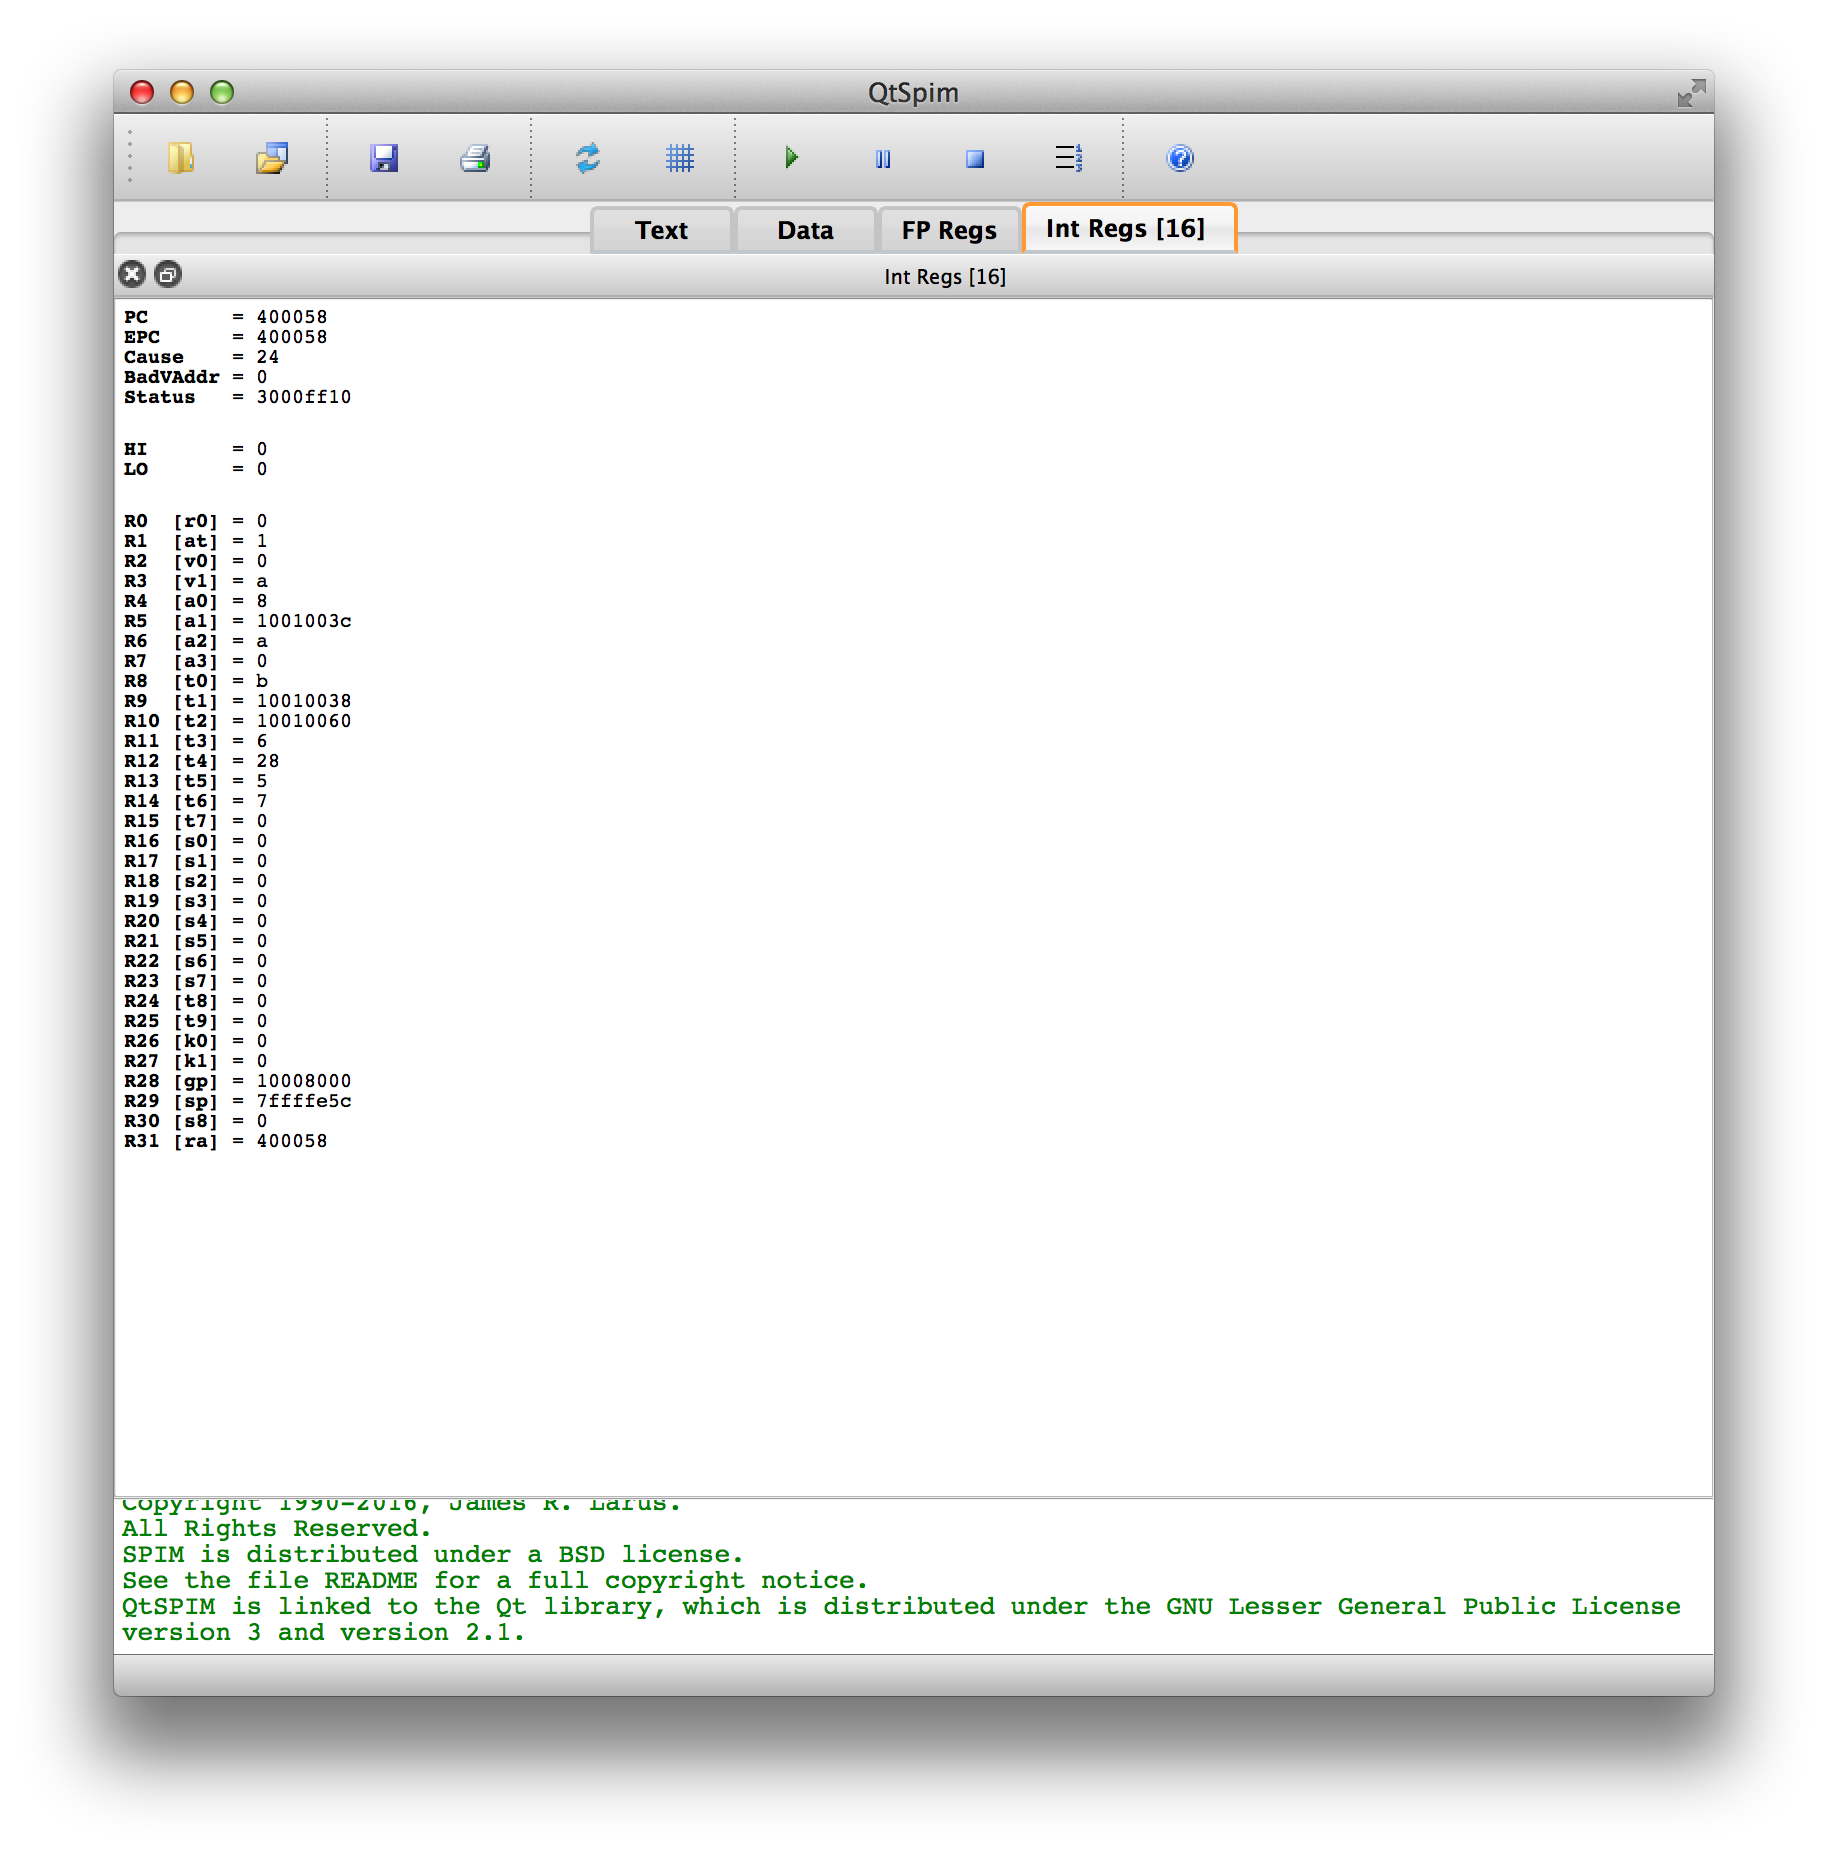 QtSpim
Text Data FP Regs Int Regs [16]
Int Regs [16]
PC = 400058
EPC = 400058
Cause = 24
BadVAddr = 0
Status = 3000ff10
HI = 0
LO = 0
R0 [r0] = 0
R1 [at] = 1
R2 [v0] = 0
R3 [v1] = a
R4 [a0] = 8
R5 [a1] = 1001003c
R6 [a2] = a
R7 [a3] = 0
R8 [t0] = b
R9 [t1] = 10010038
R10 [t2] = 10010060
R11 [t3] = 6
R12 [t4] = 28
R13 [t5] = 5
R14 [t6] = 7
R15 [t7] = 0
R16 [s0] = 0
R17 [s1] = 0
R18 [s2] = 0
R19 [s3] = 0
R20 [s4] = 0
R21 [s5] = 0
R22 [s6] = 0
R23 [s7] = 0
R24 [t8] = 0
R25 [t9] = 0
R26 [k0] = 0
R27 [k1] = 0
R28 [gp] = 10008000
R29 [sp] = 7ffffe5c
R30 [s8] = 0
R31 [ra] = 400058
Copyright 1990-2016, James R. Larus.
All Rights Reserved.
SPIM is distributed under a BSD license.
See the file README for a full copyright notice.
QtSPIM is linked to the Qt library, which is distributed under the GNU Lesser General Public License
version 3 and version 2.1.